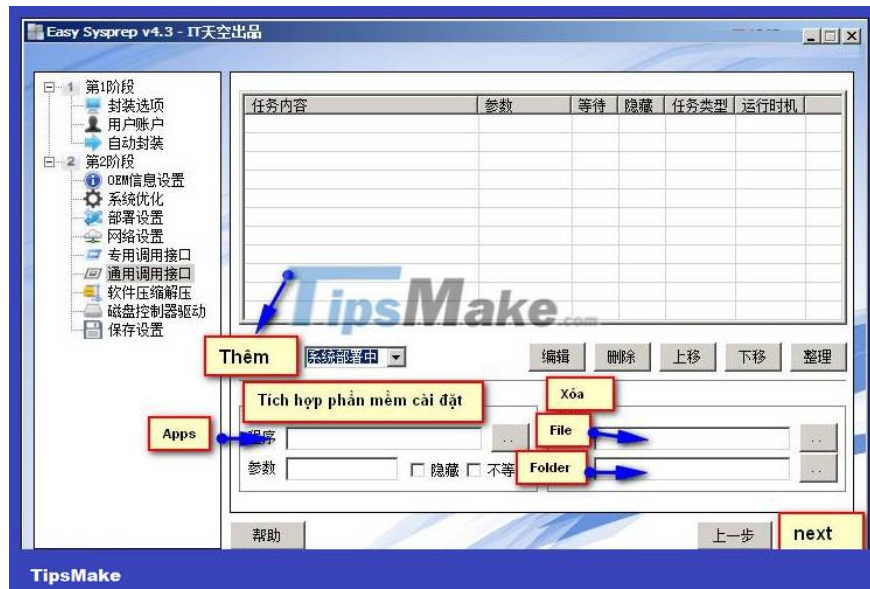 Easy Sysprep v4.3 - IT天空出品
1 第1阶段
封装选项
用户账户
自动封装
2 第2阶段
OEM信息设置
系统优化
部署设置
网络设置
专用调用接口
通用调用接口
软件压缩解压
磁盘控制器驱动
保存设置
任务内容 参数 等待 隐藏 任务类型 运行时机
TipsMake.com
Thêm 系统部署中 编辑 删除 上移 下移 整理
Tích hợp phần mềm cài đặt Xóa
Apps 程序 .. File ..
参数 隐藏 不等 Folder ..
帮助 上一步 next
TipsMake